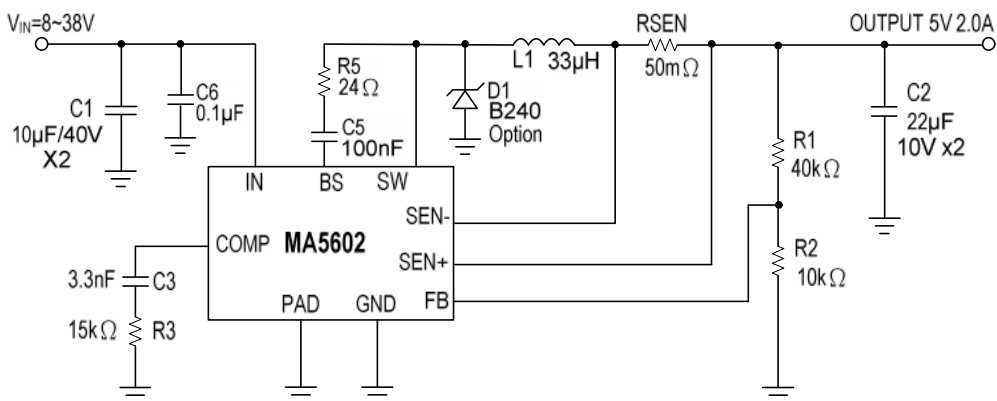 VIN=8~38V
RSEN
OUTPUT 5V 2.0A
L1 33μH
50mΩ
R5
24Ω
C6
0.1μF
C1
10μF/40V
X2
D1
B240
Option
C2
22μF
10V x2
C5
100nF
R1
40kΩ
IN
BS
SW
SEN-
COMP
MA5602
SEN+
R2
10kΩ
3.3nF C3
PAD
GND
FB
15kΩ R3